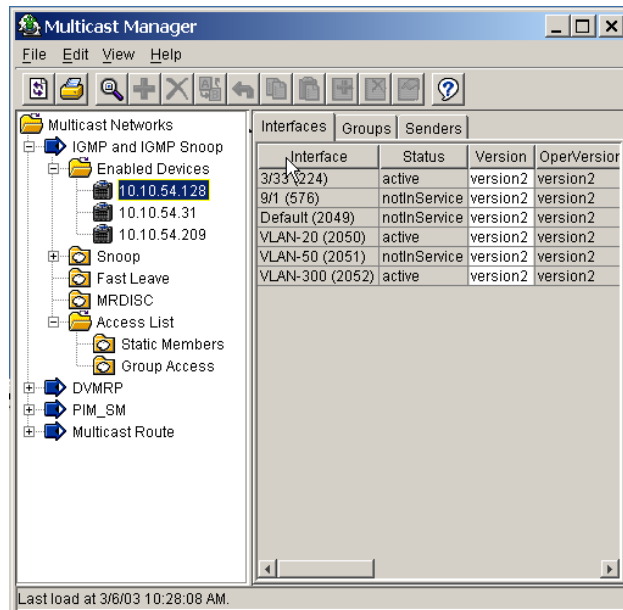 Multicast Manager
File Edit View Help
Multicast Networks
IGMP and IGMP Snoop
Enabled Devices
10.10.54.128
10.10.54.31
10.10.54.209
Snoop
Fast Leave
MRDISC
Access List
Static Members
Group Access
DVMRP
PIM_SM
Multicast Route
Interfaces Groups Senders
Interface Status Version OperVersion
3/33 (224) active version2 version2
9/1 (576) notInService version2 version2
Default (2049) notInService version2 version2
VLAN-20 (2050) active version2 version2
VLAN-50 (2051) notInService version2 version2
VLAN-300 (2052) active version2 version2
Last load at 3/6/03 10:28:08 AM.